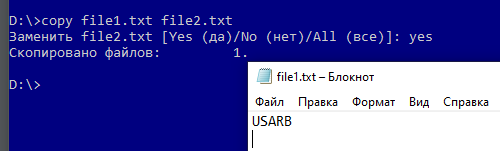 D:\>copy file1.txt file2.txt
Заменить file2.txt [Yes (да)/No (нет)/All (все)]: yes
Скопировано файлов:         1.
D:\>
file1.txt – Блокнот
Файл Правка Формат Вид Справка
USARB